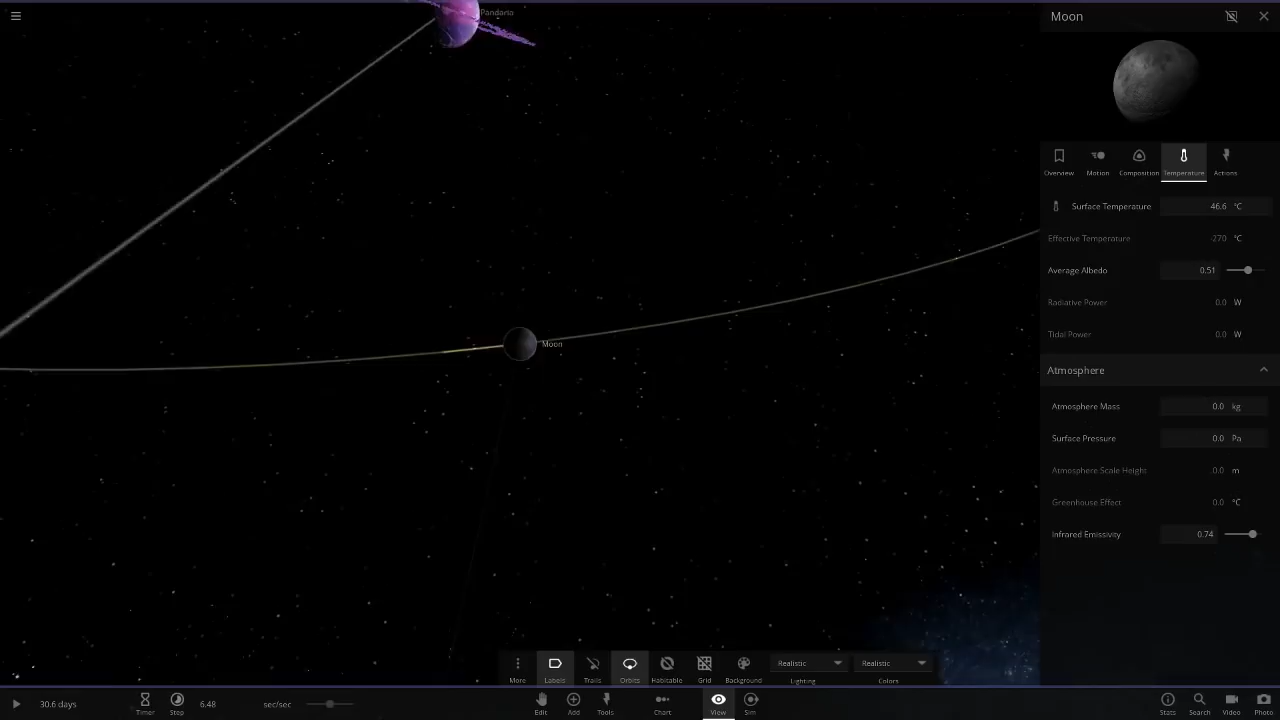 Pandaria
Moon
Overview Motion Composition Temperature Actions
Surface Temperature 46.6 °C
Effective Temperature -270 °C
Average Albedo 0.51
Radiative Power 0.0 W
Tidal Power 0.0 W
Moon
Atmosphere
Atmosphere Mass 0.0 kg
Surface Pressure 0.0 Pa
Atmosphere Scale Height 0.0 m
Greenhouse Effect 0.0 °C
Infrared Emissivity 0.74
Realistic Realistic
More Labels Trails Orbits Habitable Grid Background Lighting Colors
30.6 days Timer Step 6.48 sec/sec Edit Add Tools Chart View Sim Stats Search Video Photo